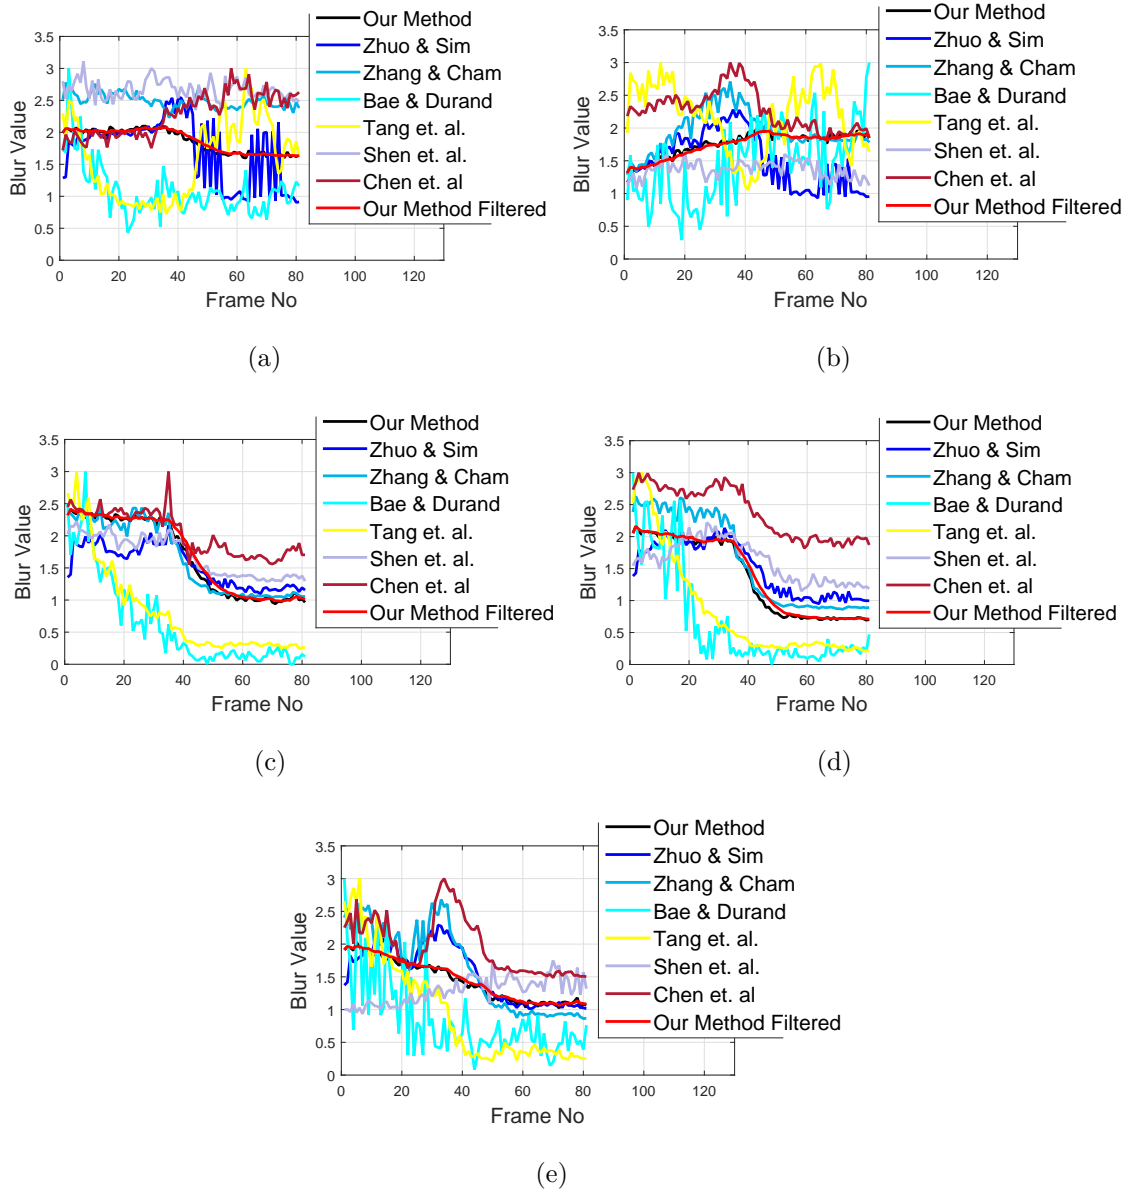 Our Method
Zhuo & Sim
Zhang & Cham
Bae & Durand
Tang et. al.
Shen et. al.
Chen et. al
Our Method Filtered
3.5
3
2.5
2
1.5
1
0.5
0
Blur Value
0 20 40 60 80 100 120
Frame No
(a)
Our Method
Zhuo & Sim
Zhang & Cham
Bae & Durand
Tang et. al.
Shen et. al.
Chen et. al
Our Method Filtered
3.5
3
2.5
2
1.5
1
0.5
0
Blur Value
0 20 40 60 80 100 120
Frame No
(b)
Our Method
Zhuo & Sim
Zhang & Cham
Bae & Durand
Tang et. al.
Shen et. al.
Chen et. al
Our Method Filtered
3.5
3
2.5
2
1.5
1
0.5
0
Blur Value
0 20 40 60 80 100 120
Frame No
(c)
Our Method
Zhuo & Sim
Zhang & Cham
Bae & Durand
Tang et. al.
Shen et. al.
Chen et. al
Our Method Filtered
3.5
3
2.5
2
1.5
1
0.5
0
Blur Value
0 20 40 60 80 100 120
Frame No
(d)
Our Method
Zhuo & Sim
Zhang & Cham
Bae & Durand
Tang et. al.
Shen et. al.
Chen et. al
Our Method Filtered
3.5
3
2.5
2
1.5
1
0.5
0
Blur Value
0 20 40 60 80 100 120
Frame No
(e)